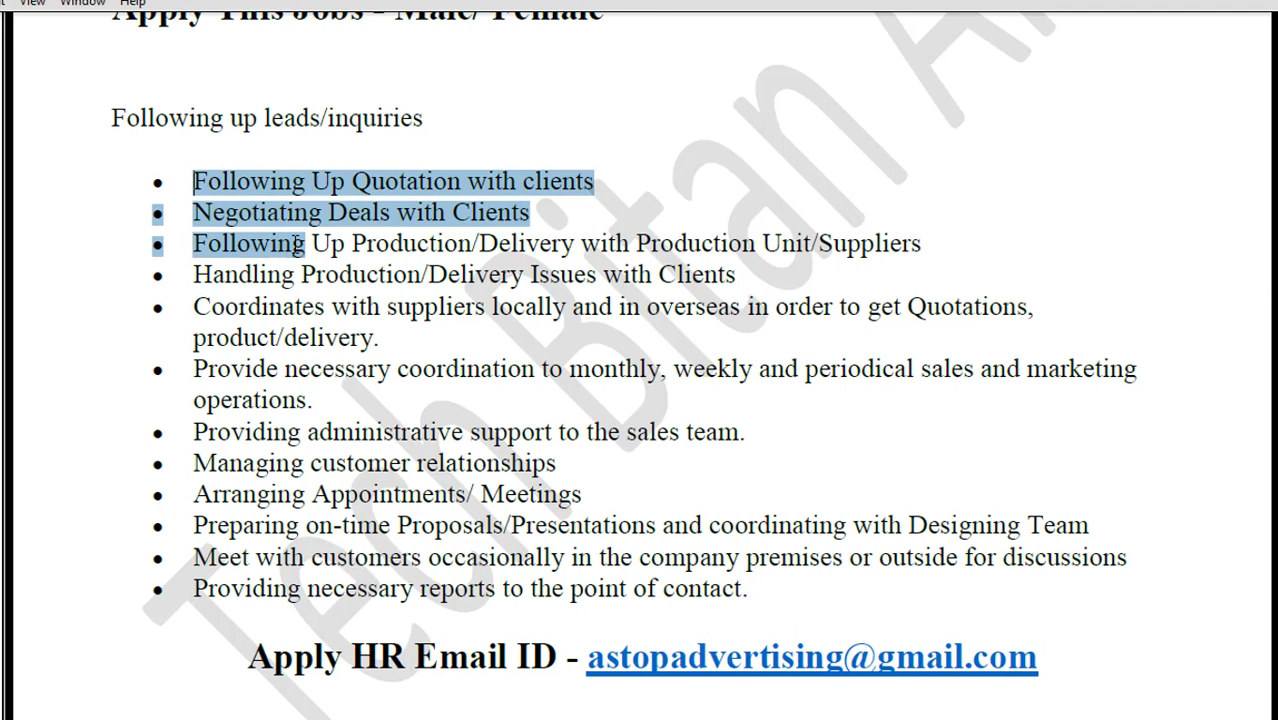 View Window Help
Apply This Jobs - Male/ Female
Following up leads/inquiries
• Following Up Quotation with clients
• Negotiating Deals with Clients
• Following Up Production/Delivery with Production Unit/Suppliers
• Handling Production/Delivery Issues with Clients
• Coordinates with suppliers locally and in overseas in order to get Quotations,
product/delivery.
• Provide necessary coordination to monthly, weekly and periodical sales and marketing
operations.
• Providing administrative support to the sales team.
• Managing customer relationships
• Arranging Appointments/ Meetings
• Preparing on-time Proposals/Presentations and coordinating with Designing Team
• Meet with customers occasionally in the company premises or outside for discussions
• Providing necessary reports to the point of contact.
Apply HR Email ID - astopadvertising@gmail.com
Tech Bitan